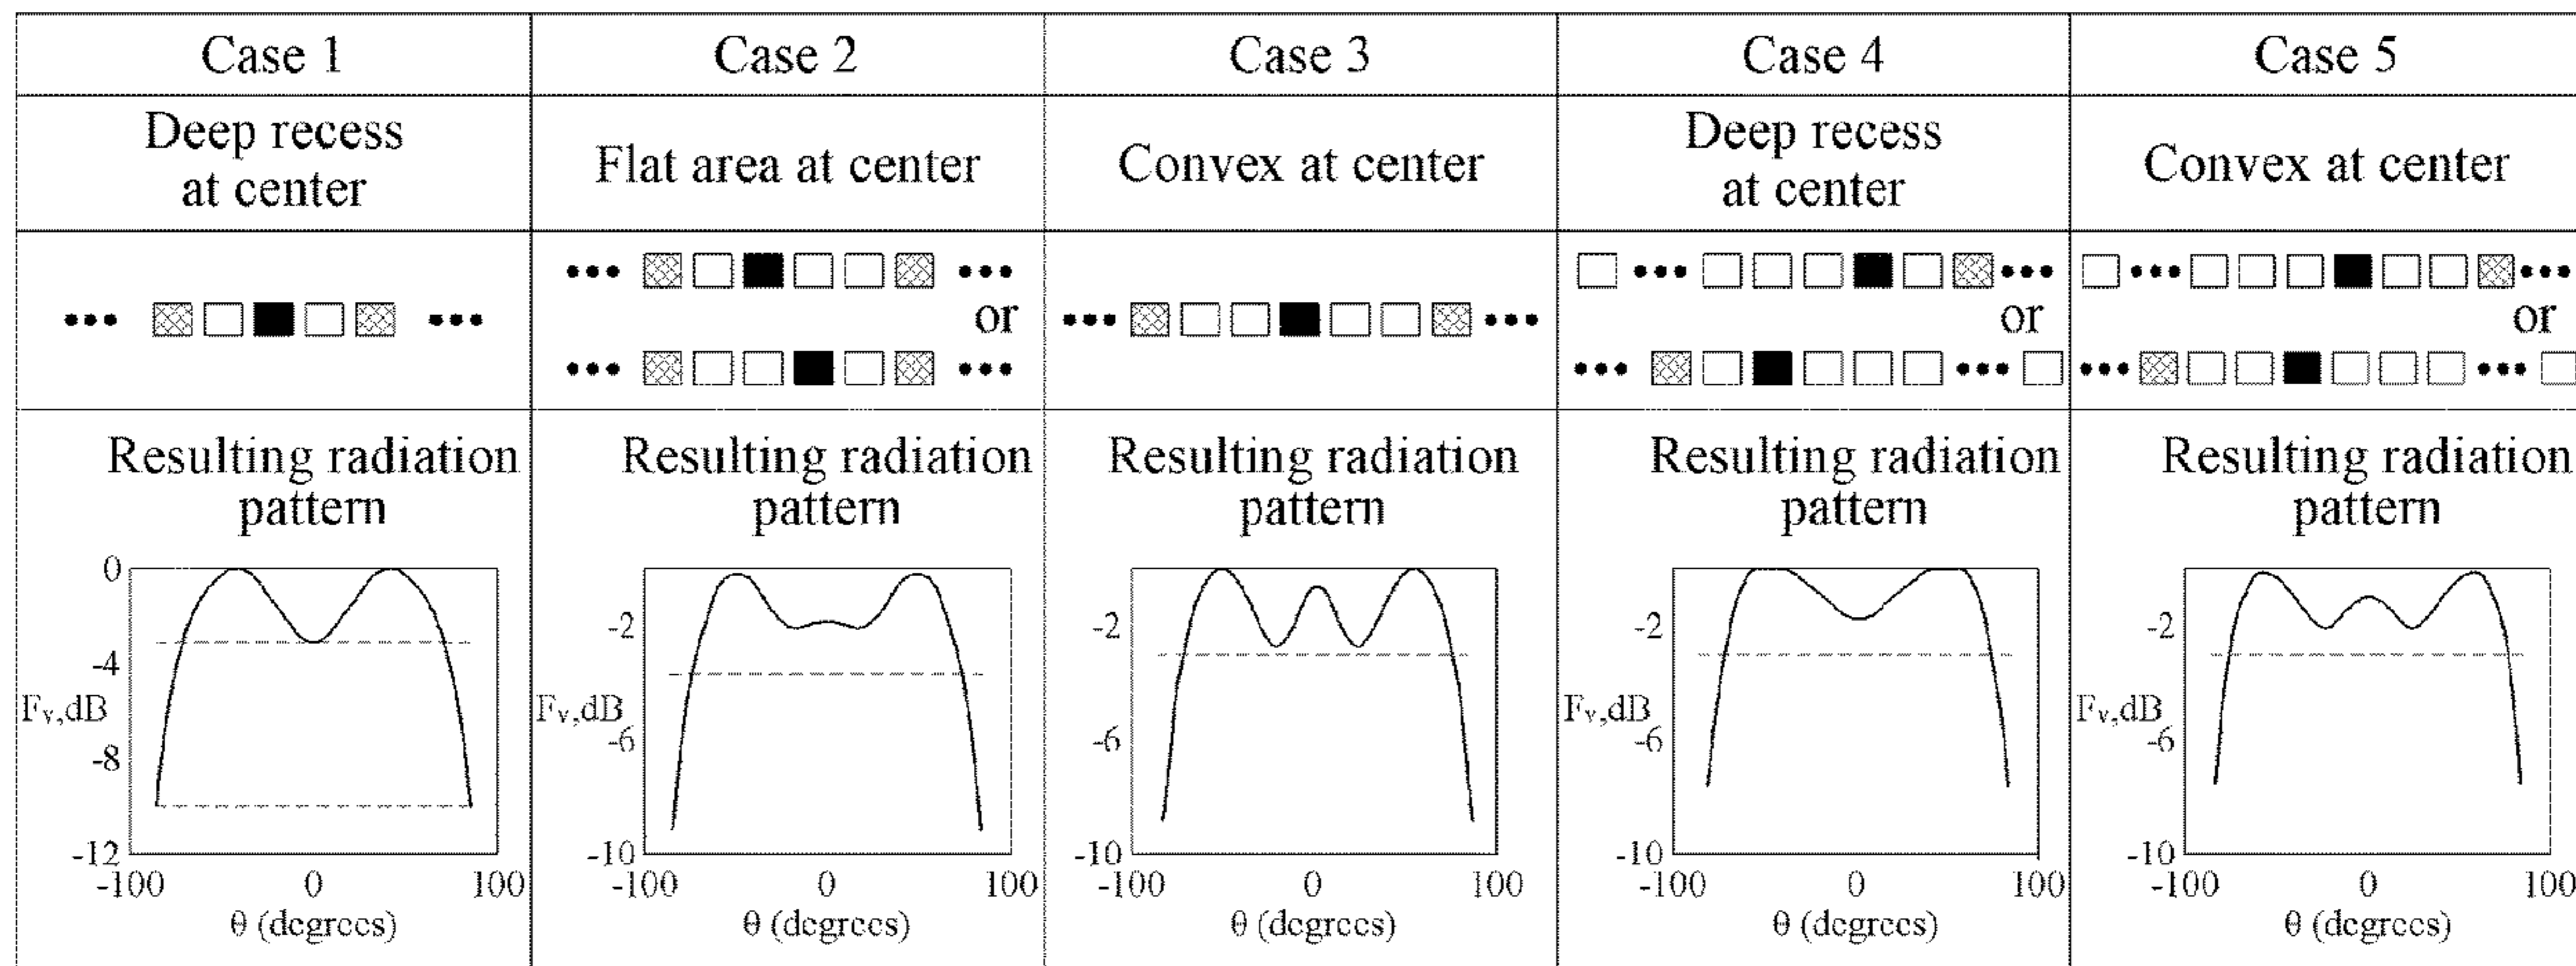 Case 1
Case 2
Case 3
Case 4
Case 5
Deep recess
at center
Flat area at center
Convex at center
Deep recess
at center
Convex at center
or
or
or
Resulting radiation
pattern
Resulting radiation
pattern
Resulting radiation
pattern
Resulting radiation
pattern
Resulting radiation
pattern
0
-4
Fv,dB
-8
-12
-100
0
100
θ (degrees)
-2
Fv,dB
-6
-10
-100
0
100
θ (degrees)
-2
-6
-10
-100
0
100
θ (degrees)
-2
Fv,dB
-6
-10
-100
0
100
θ (degrees)
-2
Fv,dB
-6
-10
-100
0
100
θ (degrees)